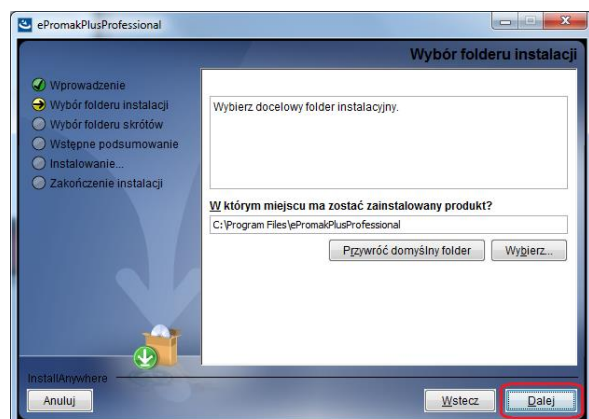 ePromakPlusProfessional
Wybór folderu instalacji
Wprowadzenie
Wybór folderu instalacji
Wybór folderu skrótów
Wstępne podsumowanie
Instalowanie...
Zakończenie instalacji
Wybierz docelowy folder instalacyjny.
W którym miejscu ma zostać zainstalowany produkt?
C:\Program Files\ePromakPlusProfessional
Przywróć domyślny folder
Wybierz...
InstallAnywhere
Anuluj
Wstecz
Dalej